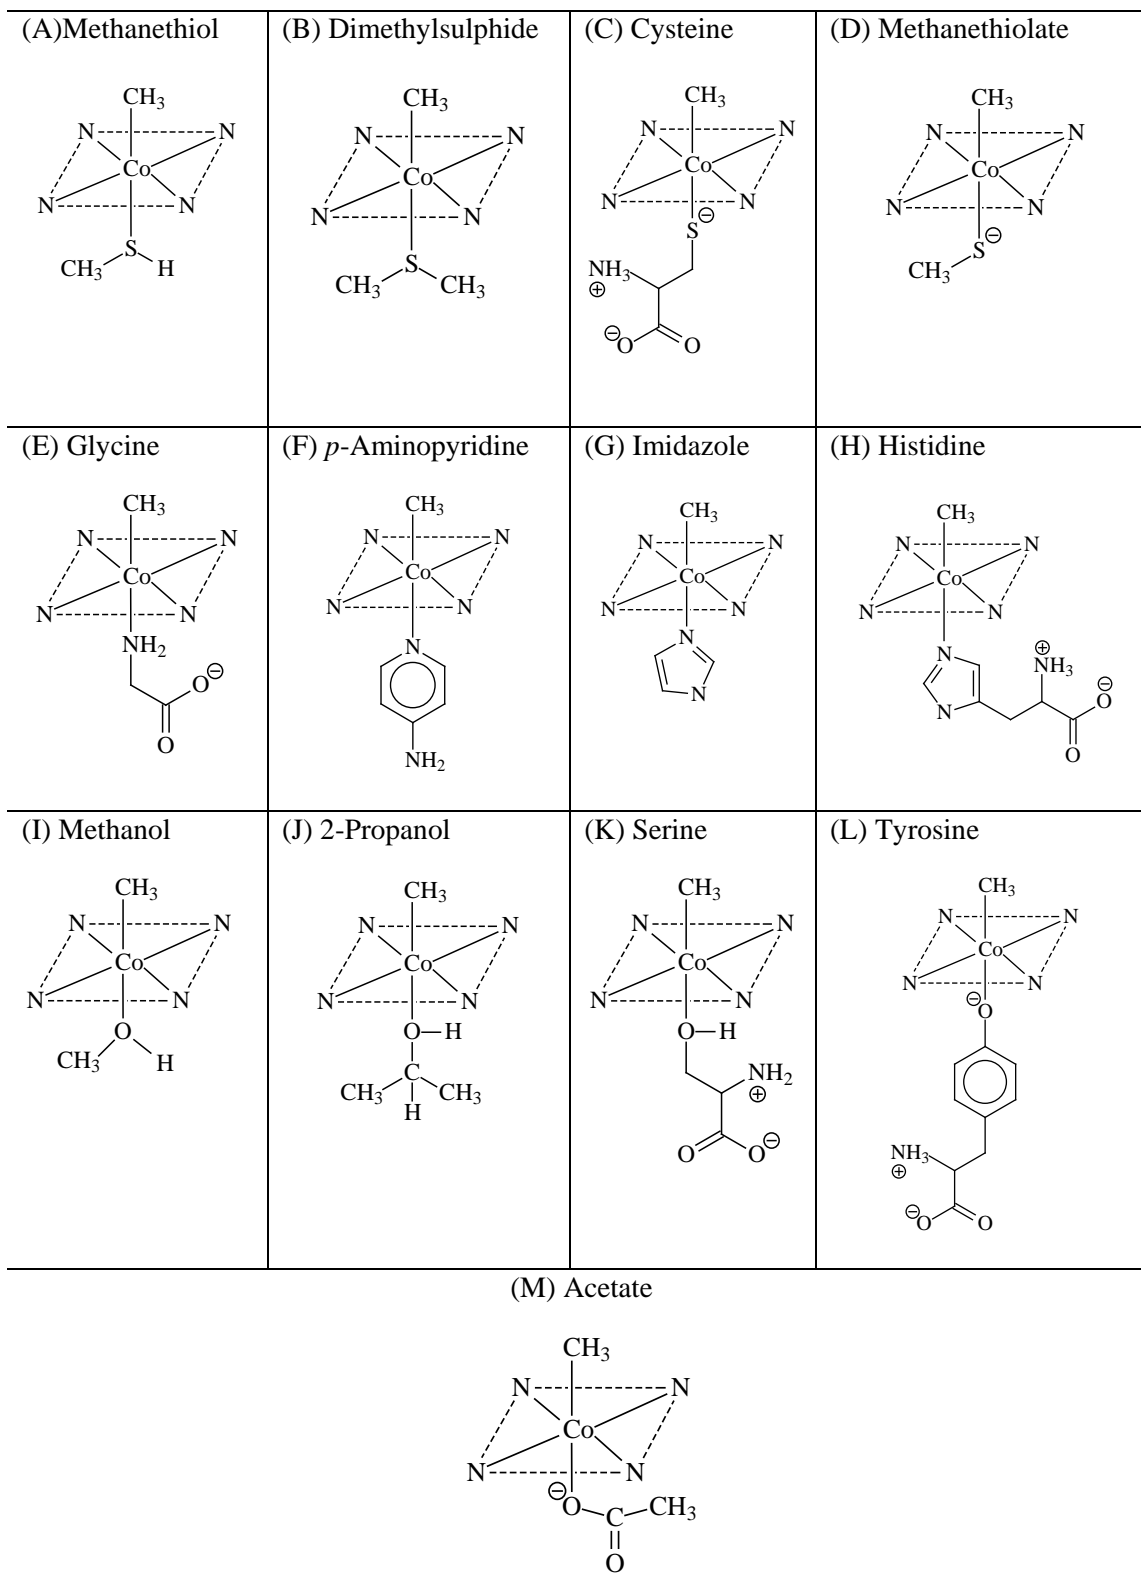 (A)Methanethiol
CH3
N N
Co
N N
S
CH3 H
(B) Dimethylsulphide
CH3
N N
Co
N N
S
CH3 CH3
(C) Cysteine
CH3
N N
Co
N N
⊖
S
NH3
⊕
⊖O O
(D) Methanethiolate
CH3
N N
Co
N N
S⊖
CH3
(E) Glycine
CH3
N N
Co
N N
NH2
O⊖
O
(F) p-Aminopyridine
CH3
N N
Co
N N
N
NH2
(G) Imidazole
CH3
N N
Co
N N
N
N
(H) Histidine
CH3
N N
Co
N N
N
⊕
NH3
N
O⊖
O
(I) Methanol
CH3
N N
Co
N N
O
CH3 H
(J) 2-Propanol
CH3
N N
Co
N N
O H
C
CH3 CH3
H
(K) Serine
CH3
N N
Co
N N
O H
NH2
⊕
O O⊖
(L) Tyrosine
CH3
N N
Co
N N
⊖O
NH3
⊕
⊖O O
(M) Acetate
CH3
N N
Co
N N
⊖O CH3
C
O